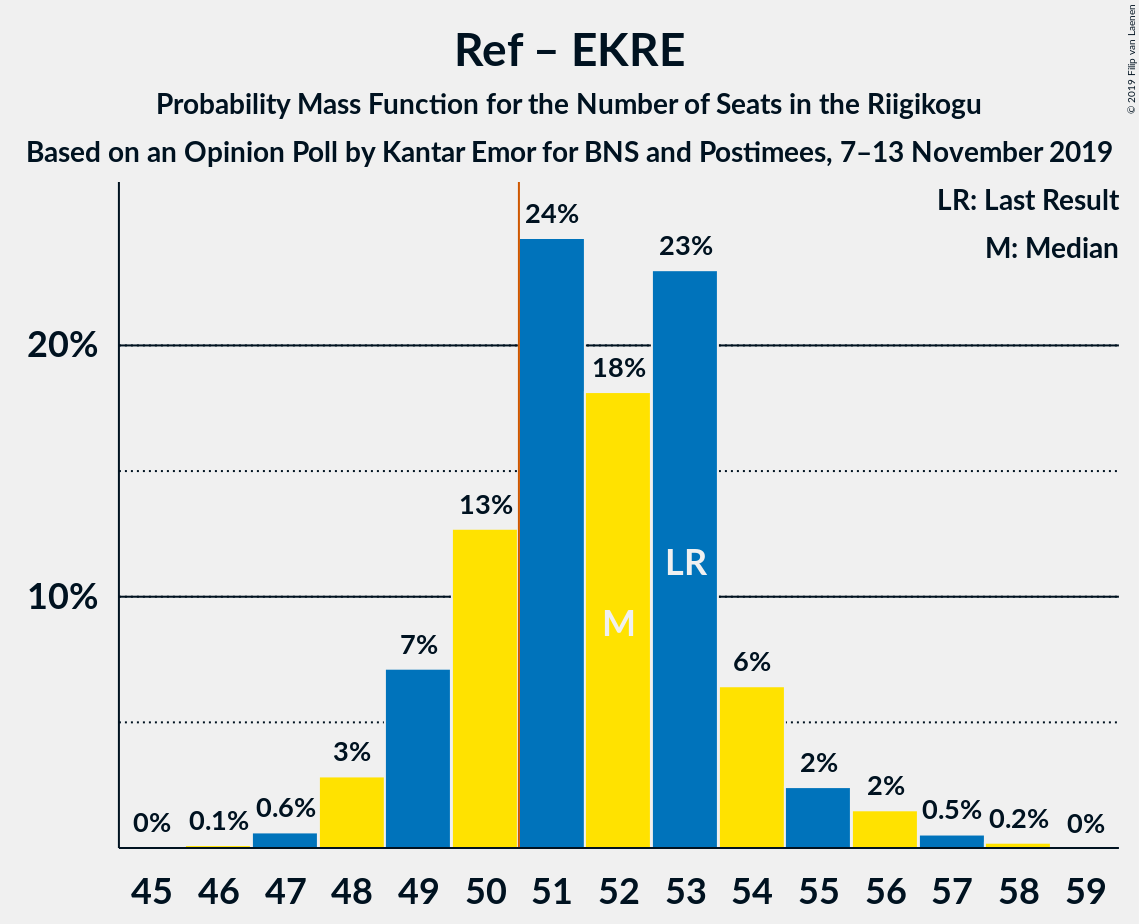 Ref – EKRE
Probability Mass Function for the Number of Seats in the Riigikogu
Based on an Opinion Poll by Kantar Emor for BNS and Postimees, 7–13 November 2019
© 2019 Filip van Laenen
LR: Last Result
M: Median
20%
10%
0%
0.1%
0.6%
3%
7%
13%
24%
18%
23%
6%
2%
2%
0.5%
0.2%
0%
LR
M
45 46 47 48 49 50 51 52 53 54 55 56 57 58 59